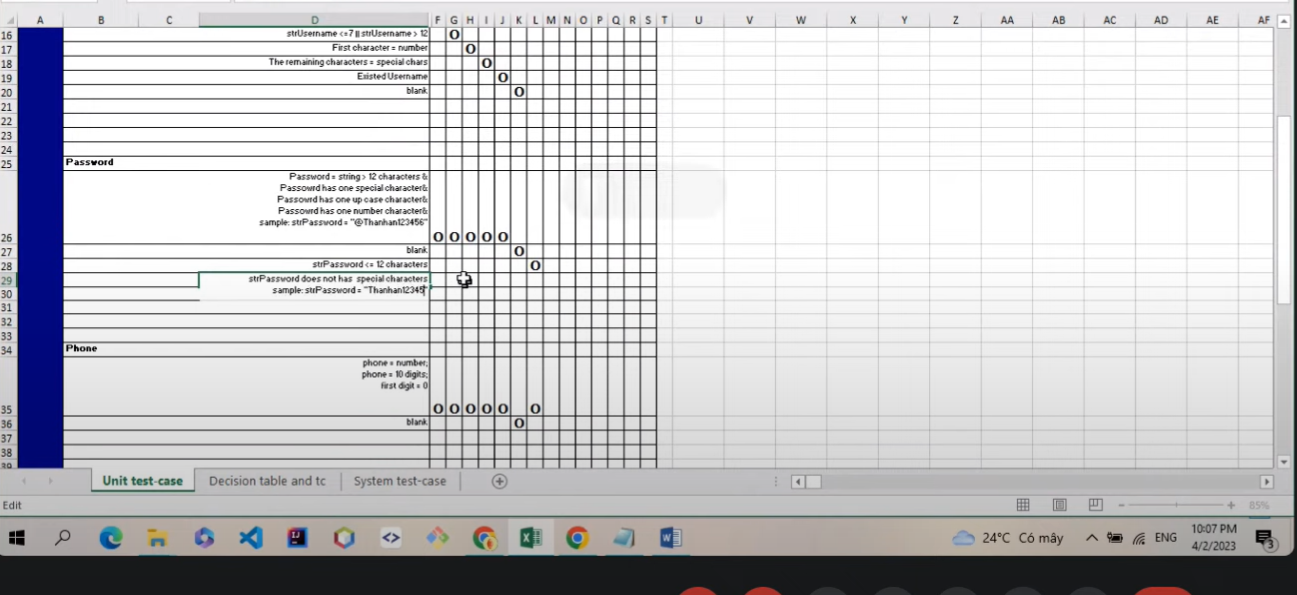 A B C D F G H I J K L M N O P Q R S T U V W X Y Z AA AB AC AD AE AF
16 strUsername <=7 || strUsername > 12 O
17 First character = number O
18 The remaining characters = special chars O
19 Existed Username O
20 blank O
21
22
23
24
25 Password
Password = string > 12 characters &
Passowrd has one special character&
Passowrd has one up case character&
Passowrd has one number character&
sample: strPassword = "@Thanhan123456"
26 O O O O O
27 blank O
28 strPassword <= 12 characters O
29 strPassword does not has special characters
30 sample: strPassword = "Thanhan12345"
31
32
33
34 Phone
phone = number;
phone = 10 digits;
first digit = 0
35 O O O O O O
36 blank O
37
38
39
Unit test-case Decision table and tc System test-case
Edit 85%
24°C Có mây ENG 10:07 PM
4/2/2023 3